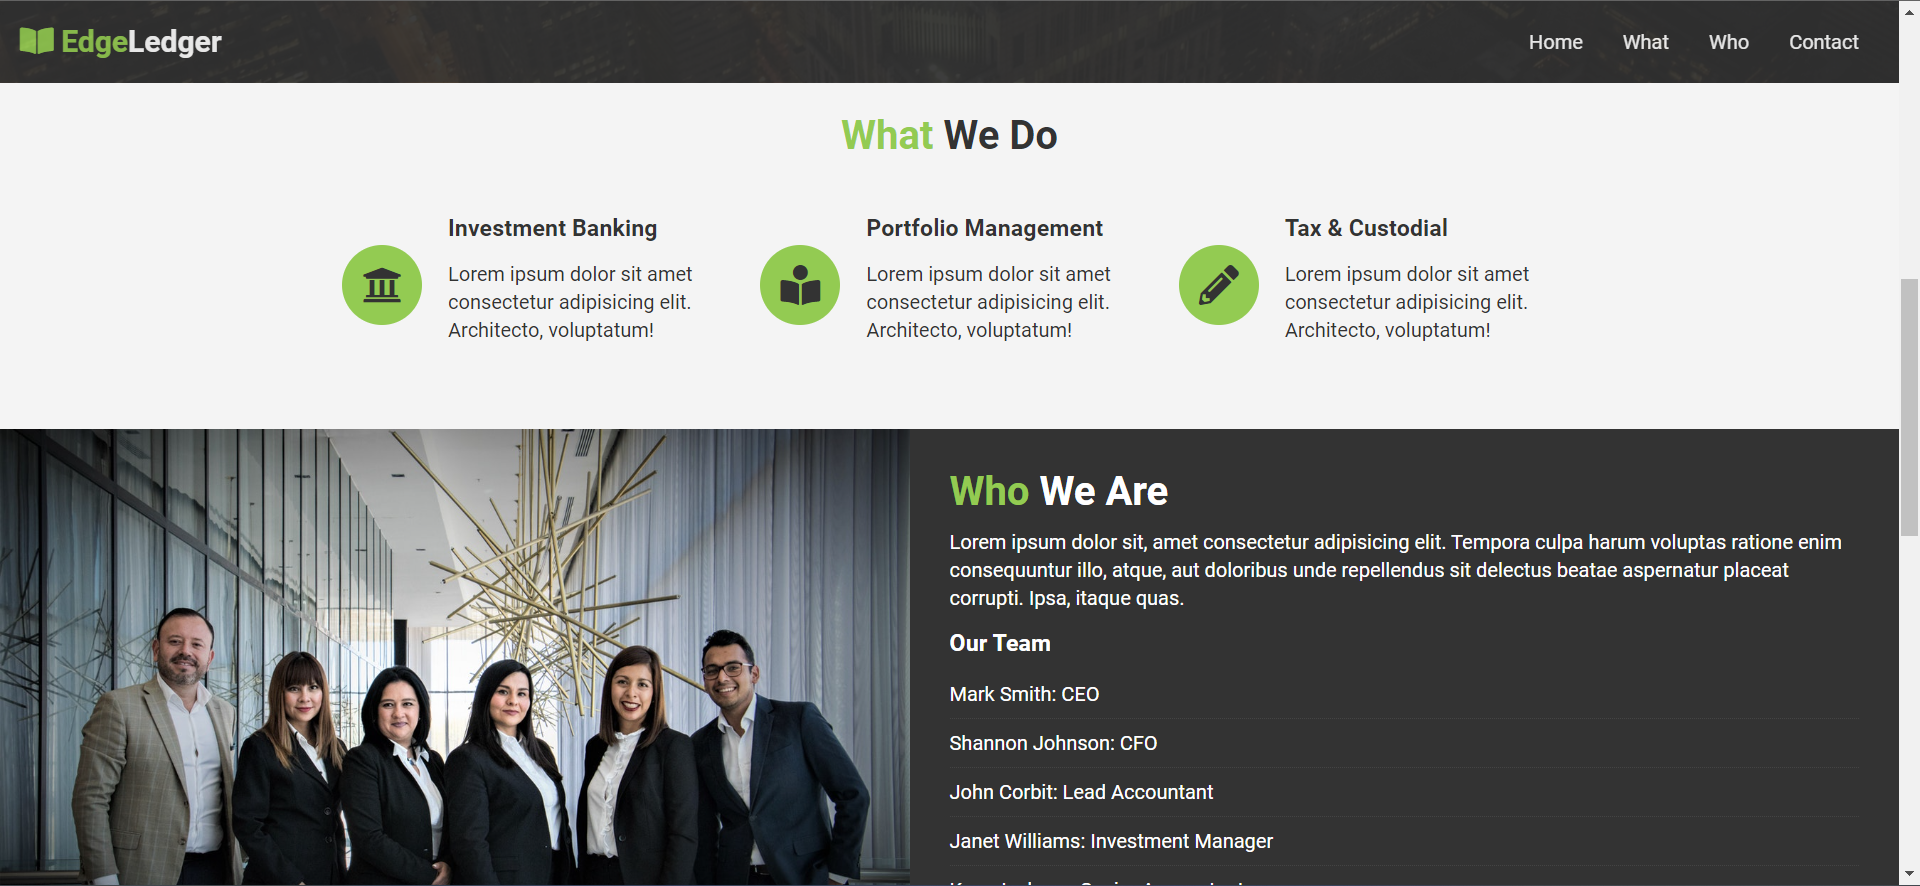 EdgeLedger
Home What Who Contact
What We Do
Investment Banking
Lorem ipsum dolor sit amet
consectetur adipisicing elit.
Architecto, voluptatum!
Portfolio Management
Lorem ipsum dolor sit amet
consectetur adipisicing elit.
Architecto, voluptatum!
Tax & Custodial
Lorem ipsum dolor sit amet
consectetur adipisicing elit.
Architecto, voluptatum!
Who We Are
Lorem ipsum dolor sit, amet consectetur adipisicing elit. Tempora culpa harum voluptas ratione enim
consequuntur illo, atque, aut doloribus unde repellendus sit delectus beatae aspernatur placeat
corrupti. Ipsa, itaque quas.
Our Team
Mark Smith: CEO
Shannon Johnson: CFO
John Corbit: Lead Accountant
Janet Williams: Investment Manager